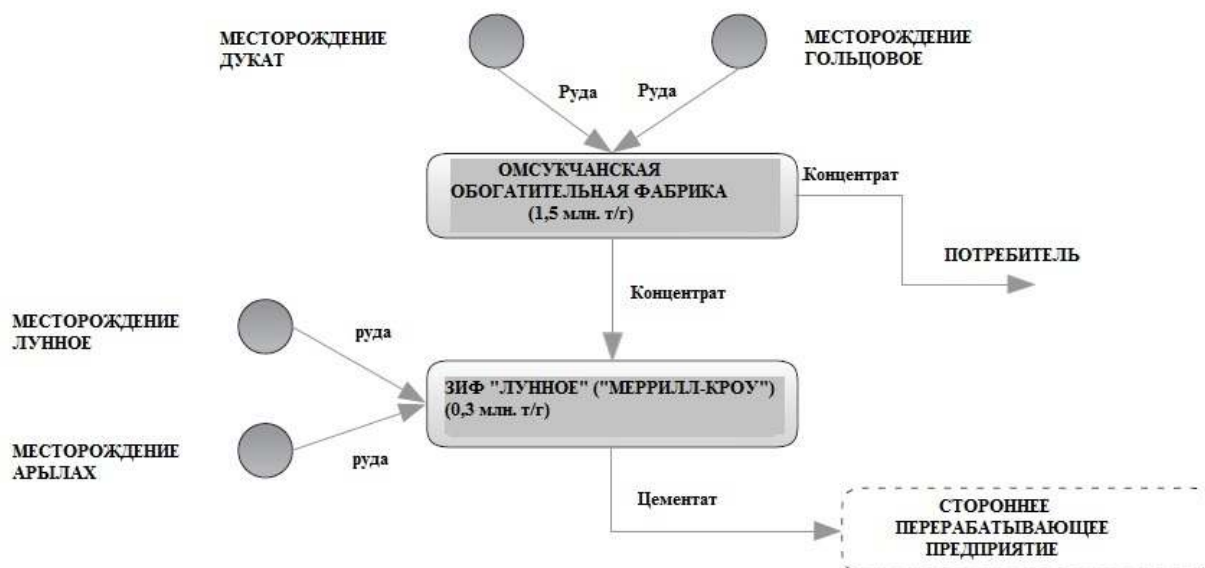 МЕСТОРОЖДЕНИЕ
ДУКАТ
МЕСТОРОЖДЕНИЕ
ГОЛЬЦОВОЕ
Руда
Руда
ОМСУКЧАНСКАЯ
ОБОГАТИТЕЛЬНАЯ ФАБРИКА
(1,5 млн. т/г)
Концентрат
ПОТРЕБИТЕЛЬ
Концентрат
МЕСТОРОЖДЕНИЕ
ЛУННОЕ
руда
ЗИФ "ЛУННОЕ" ("МЕРРИЛЛ-КРОУ")
(0,3 млн. т/г)
МЕСТОРОЖДЕНИЕ
АРЫЛАХ
руда
Цементат
СТОРОННЕЕ
ПЕРЕРАБАТЫВАЮЩЕЕ
ПРЕДПРИЯТИЕ